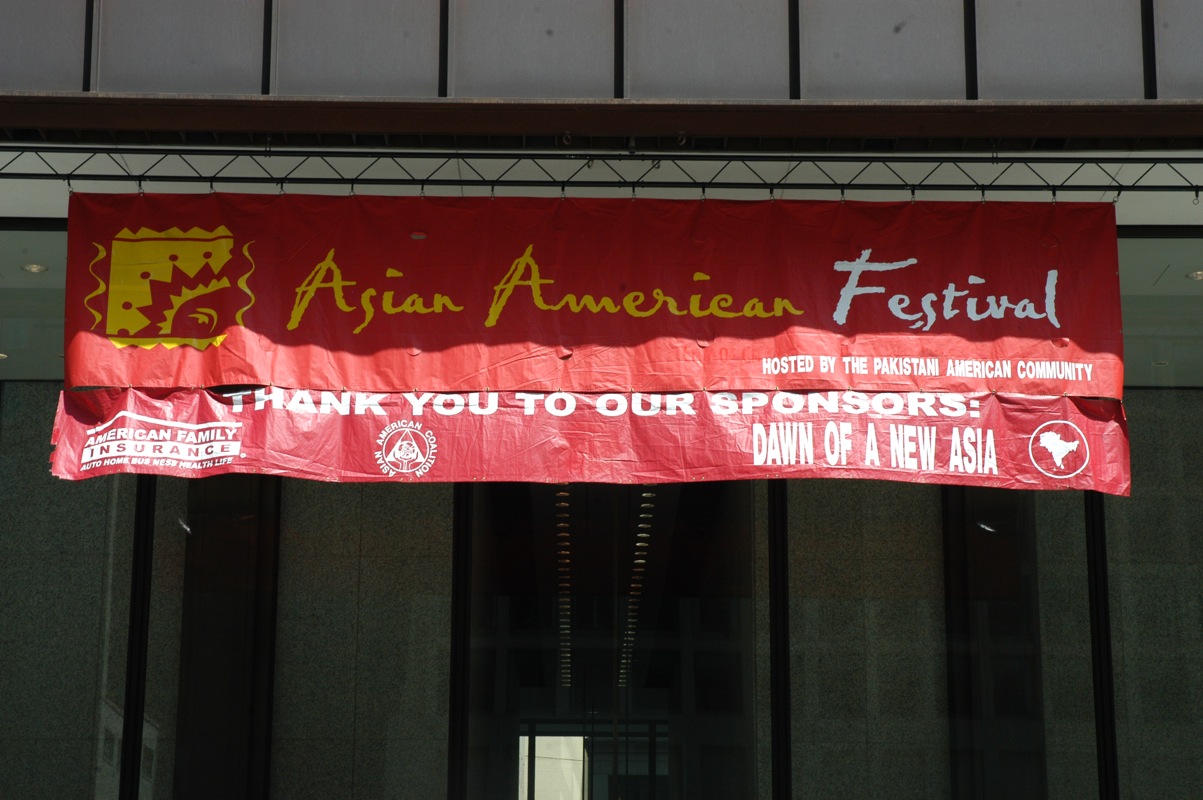 Asian American Festival
HOSTED BY THE PAKISTANI AMERICAN COMMUNITY
THANK YOU TO OUR SPONSORS:
AMERICAN FAMILY
INSURANCE
AUTO HOME BUSINESS HEALTH LIFE
ASIAN AMERICAN COALITION
DAWN OF A NEW ASIA